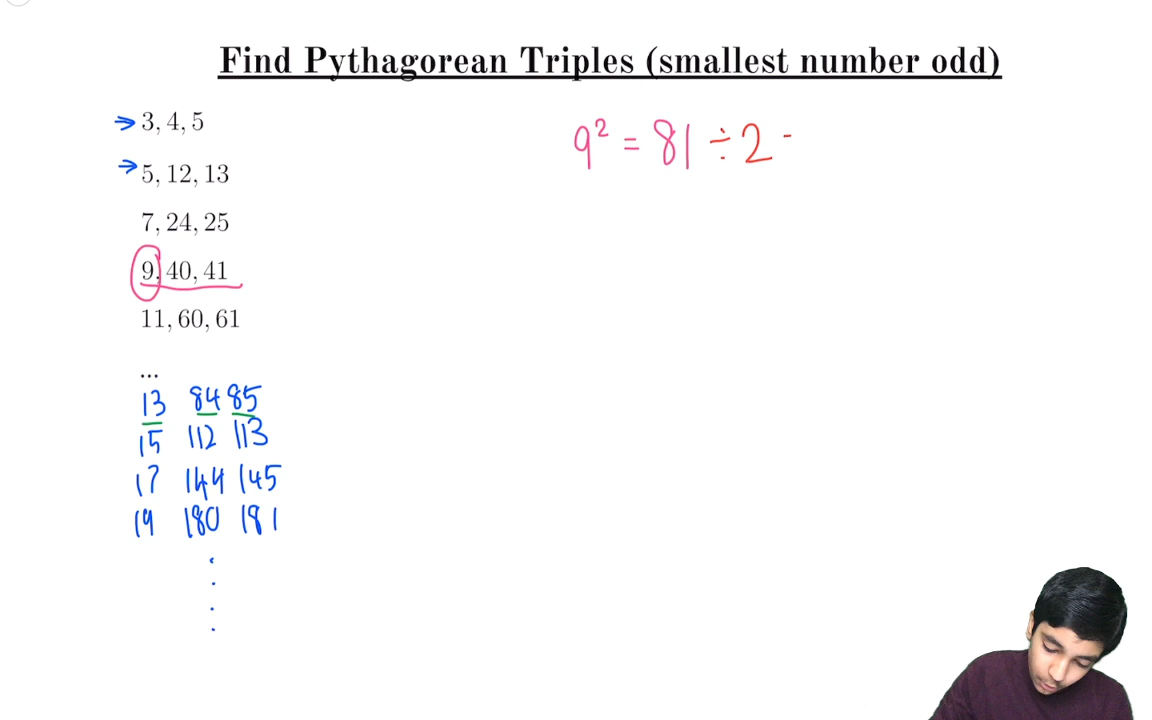 Find Pythagorean Triples (smallest number odd)
3, 4, 5
5, 12, 13
7, 24, 25
9, 40, 41
11, 60, 61
...
13 84 85
15 112 113
17 144 145
19 180 181
9² = 81 ÷ 2 -